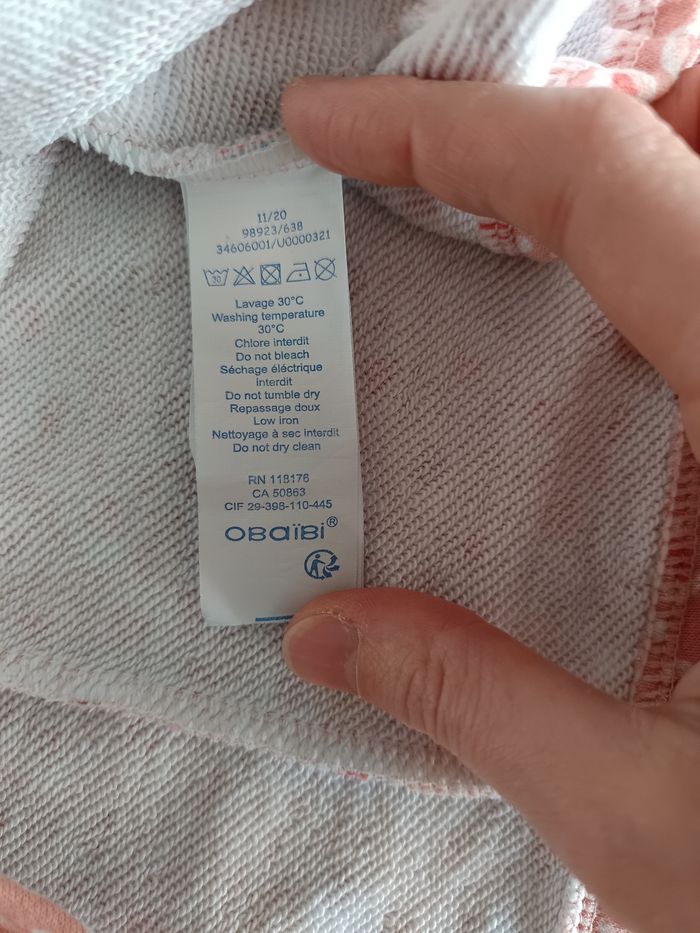 11/20
98923/638
34606001/U0000321
30
Lavage 30°C
Washing temperature
30°C
Chlore interdit
Do not bleach
Séchage éléctrique
interdit
Do not tumble dry
Repassage doux
Low iron
Nettoyage à sec interdit
Do not dry clean
RN 118176
CA 50863
CIF 29-398-110-445
OBaïBi®